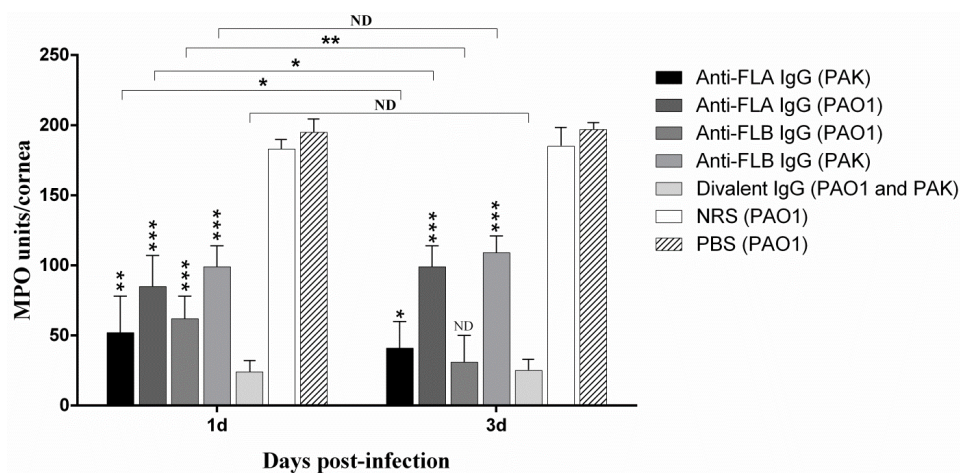 ND
**
*
*
ND
MPO units/cornea
250
200
150
100
50
0
**
***
***
***
*
***
ND
***
1d
3d
Days post-infection
Anti-FLA IgG (PAK)
Anti-FLA IgG (PAO1)
Anti-FLB IgG (PAO1)
Anti-FLB IgG (PAK)
Divalent IgG (PAO1 and PAK)
NRS (PAO1)
PBS (PAO1)